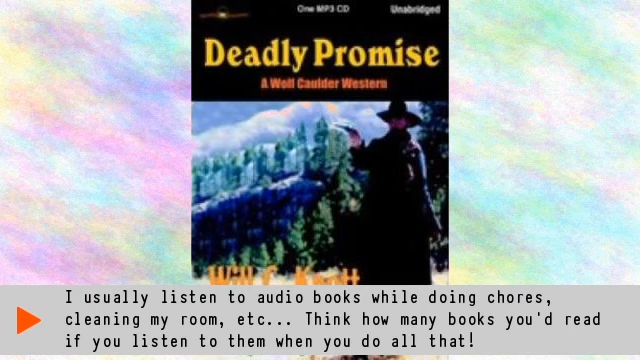 One MP3 CD Unabridged
Deadly Promise
A Wolf Caulder Western
I usually listen to audio books while doing chores,
cleaning my room, etc... Think how many books you'd read
if you listen to them when you do all that!